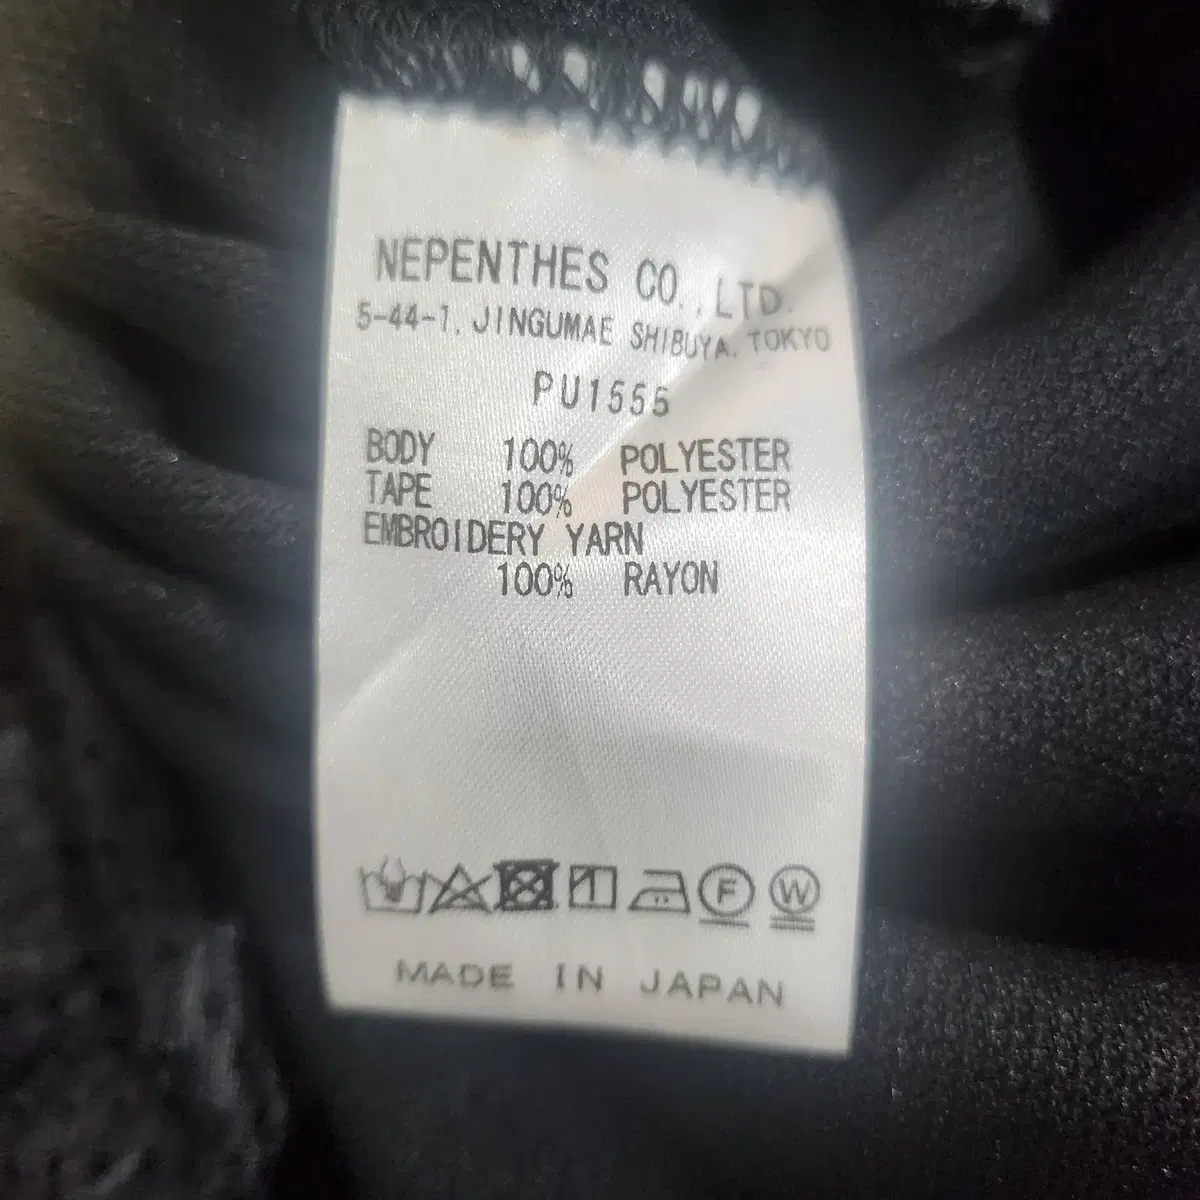 NEPENTHES CO.,LTD.
5-44-1, JINGUMAE SHIBUYA, TOKYO
PU1555
BODY 100% POLYESTER
TAPE 100% POLYESTER
EMBROIDERY YARN
100% RAYON
F W
MADE IN JAPAN